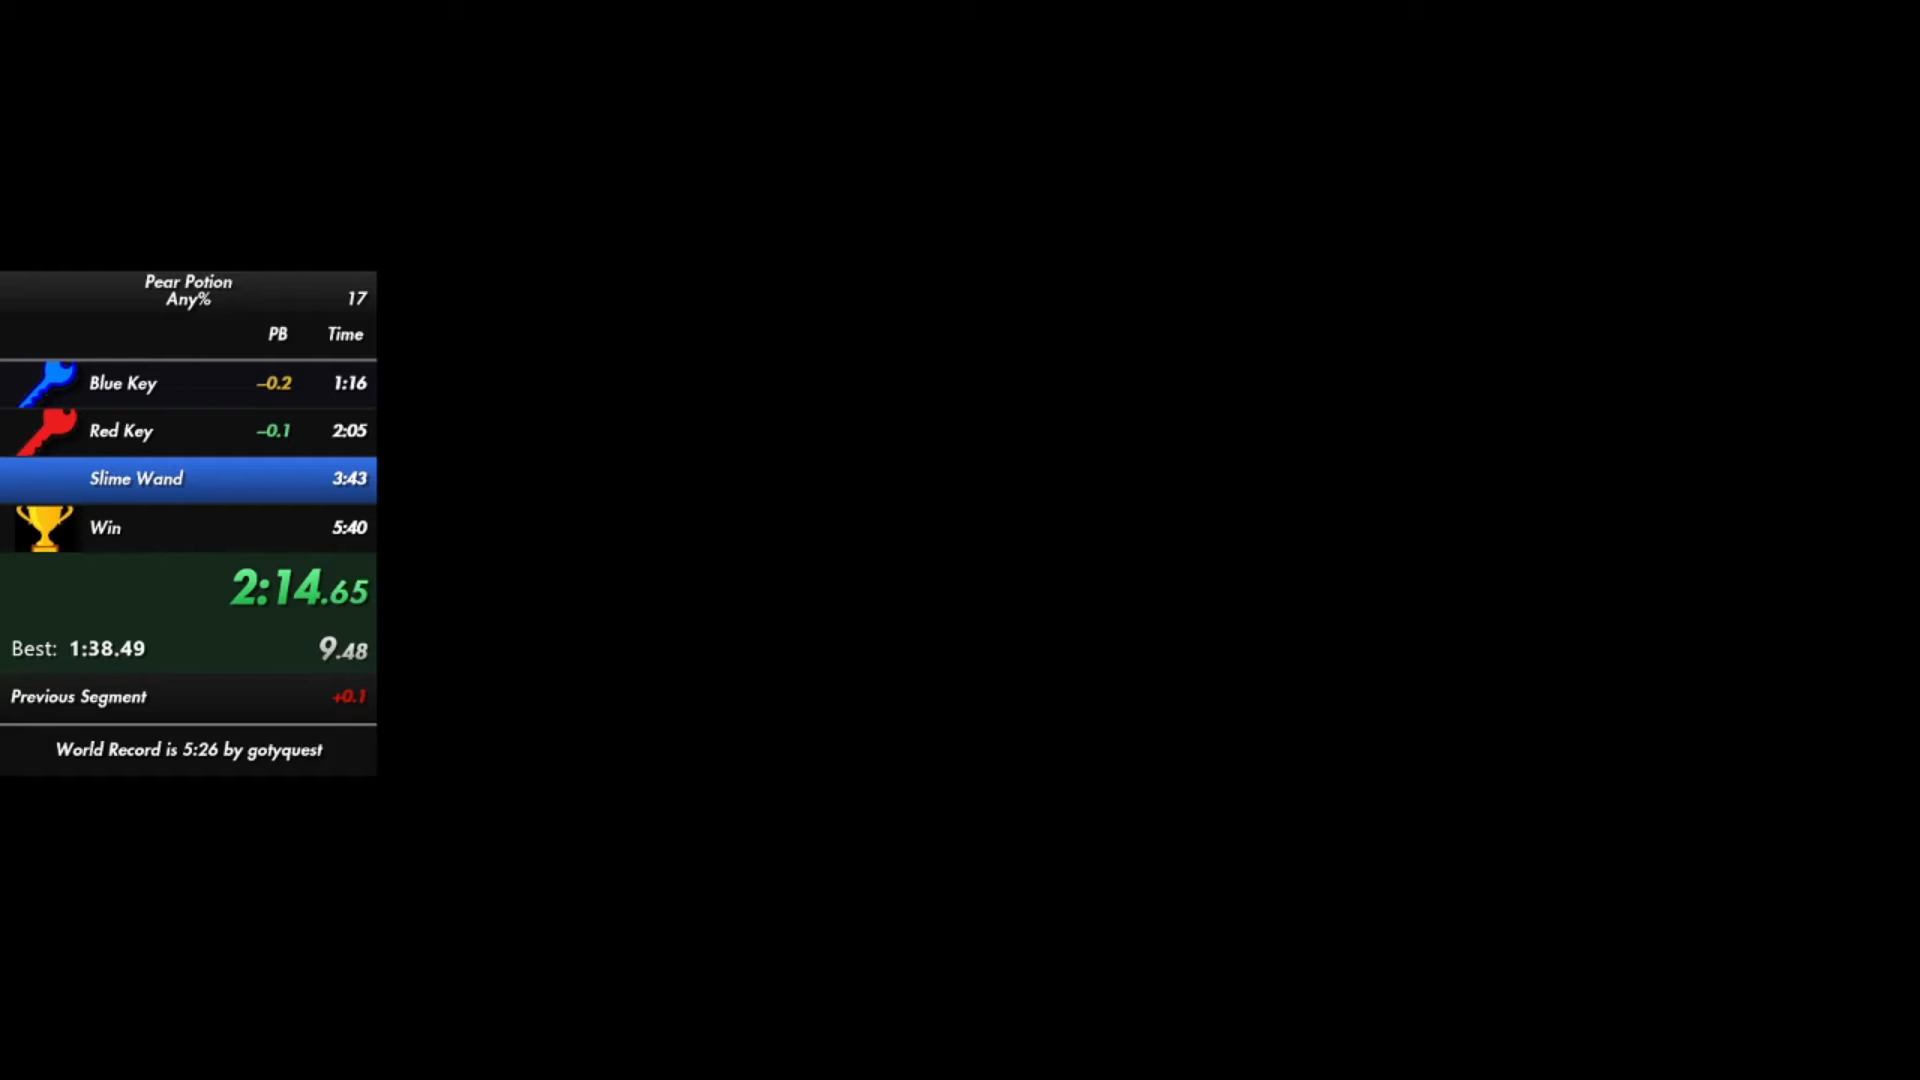 Pear Potion
Any% 17
PB Time
Blue Key −0.2 1:16
Red Key −0.1 2:05
Slime Wand 3:43
Win 5:40
2:14.65
Best: 1:38.49 9.48
Previous Segment +0.1
World Record is 5:26 by gotyquest